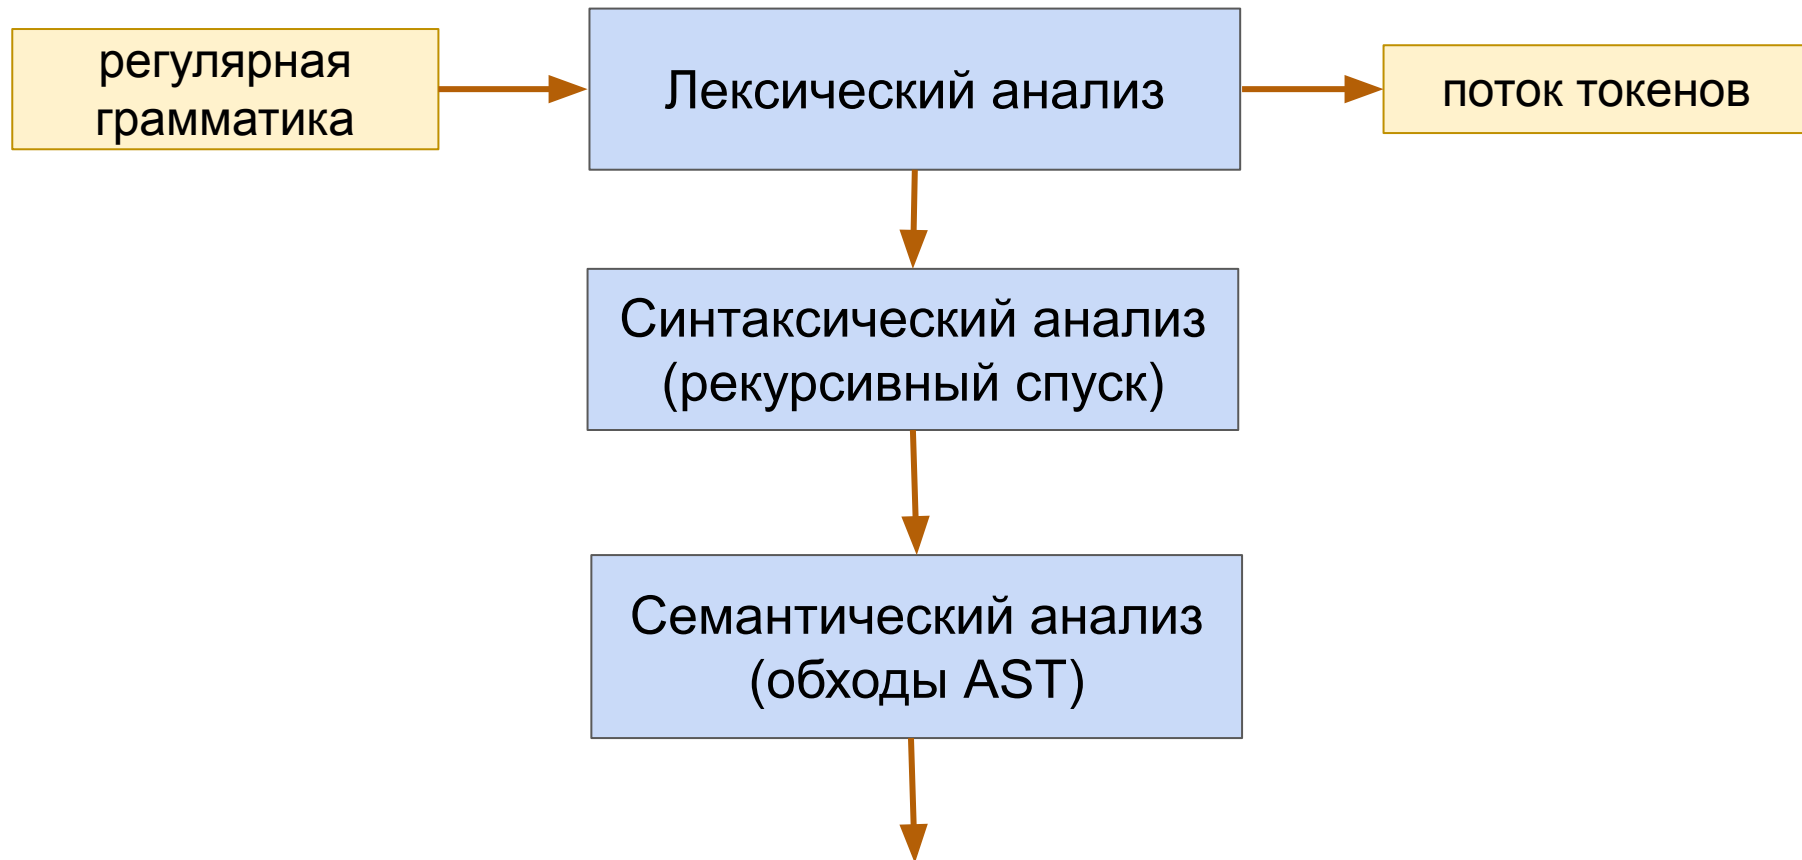 регулярная
грамматика
Лексический анализ
поток токенов
Синтаксический анализ
(рекурсивный спуск)
Семантический анализ
(обходы AST)